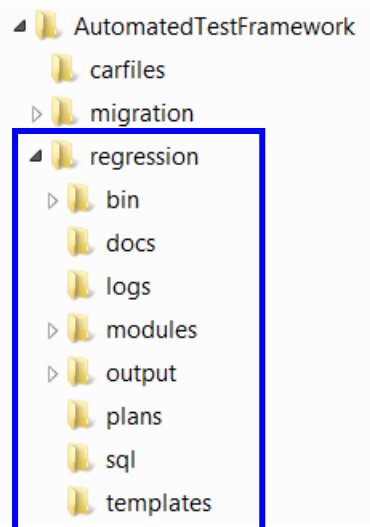 AutomatedTestFramework
carfiles
migration
regression
bin
docs
logs
modules
output
plans
sql
templates